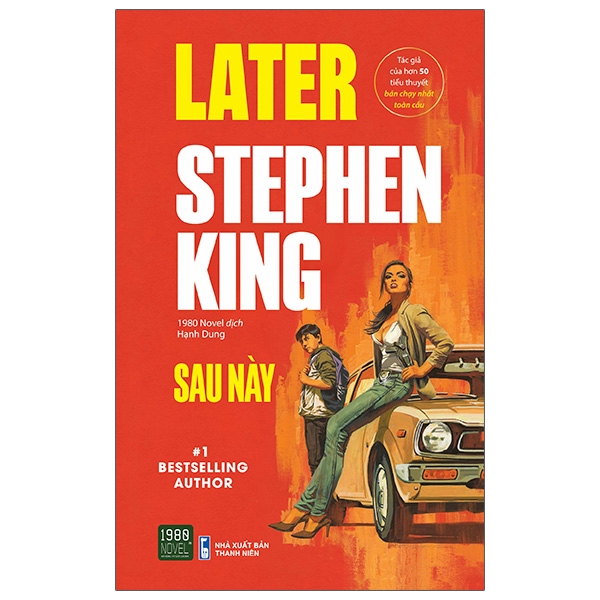 LATER
Tác giả
của hơn 50
tiểu thuyết
bán chạy nhất
toàn cầu
STEPHEN
KING
1980 Novel dịch
Hạnh Dung
SAU NÀY
#1
BESTSELLING
AUTHOR
1980
NOVEL
NHÀ XUẤT BẢN
THANH NIÊN